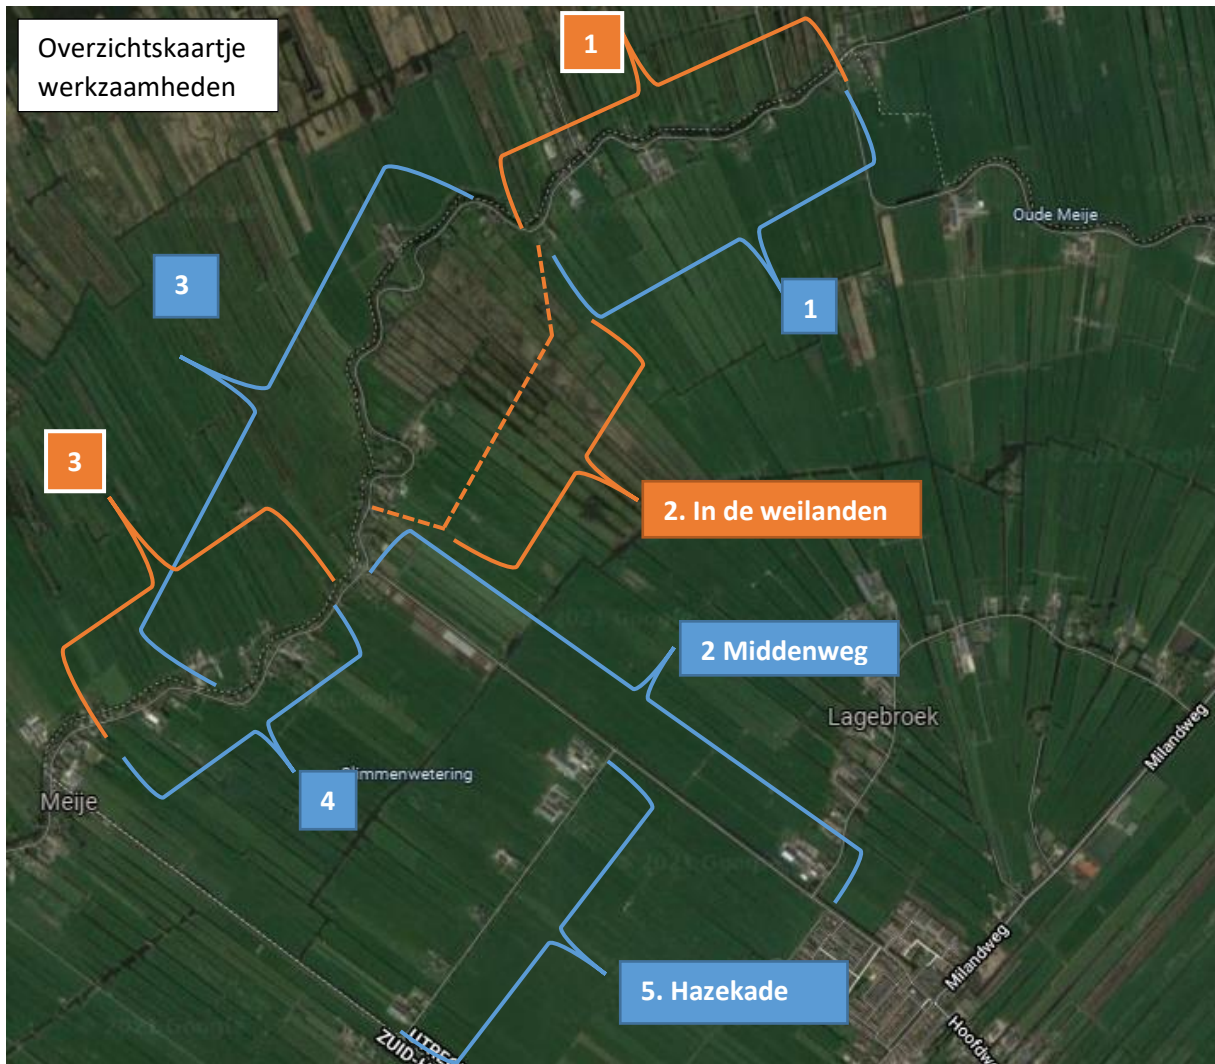 Overzichtskaartje
werkzaamheden
1
Oude Meije
3
1
3
2. In de weilanden
2 Middenweg
Lagebroek
Milandweg
Meije
4
Milandweg
5. Hazekade